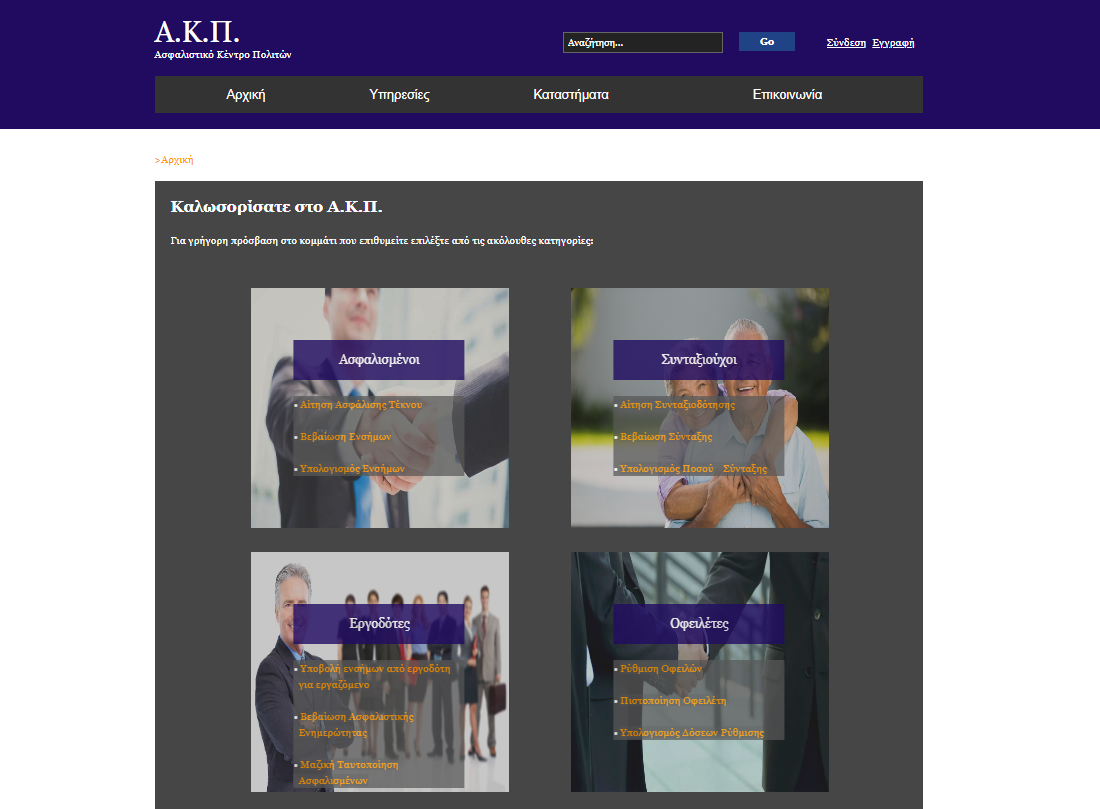 Α.Κ.Π.
Ασφαλιστικό Κέντρο Πολιτών
Αναζήτηση...
Go
Σύνδεση Εγγραφή
Αρχική Υπηρεσίες Καταστήματα Επικοινωνία
>Αρχική
Καλωσορίσατε στο Α.Κ.Π.
Για γρήγορη πρόσβαση στο κομμάτι που επιθυμείτε επιλέξτε από τις ακόλουθες κατηγορίες:
Ασφαλισμένοι
▪ Αίτηση Ασφάλισης Τέκνου
▪ Βεβαίωση Ενσήμων
▪ Υπολογισμός Ενσήμων
Συνταξιούχοι
▪ Αίτηση Συνταξιοδότησης
▪ Βεβαίωση Σύνταξης
▪ Υπολογισμός Ποσού Σύνταξης
Εργοδότες
▪ Υποβολή ενσήμων από εργοδότη
για εργαζόμενο
▪ Βεβαίωση Ασφαλιστικής
Ενημερώτητας
▪ Μαζική Ταυτοποίηση
Ασφαλισμένων
Οφειλέτες
▪ Ρύθμιση Οφειλών
▪ Πιστοποίηση Οφειλέτη
▪ Υπολογισμός Δόσεων Ρύθμισης